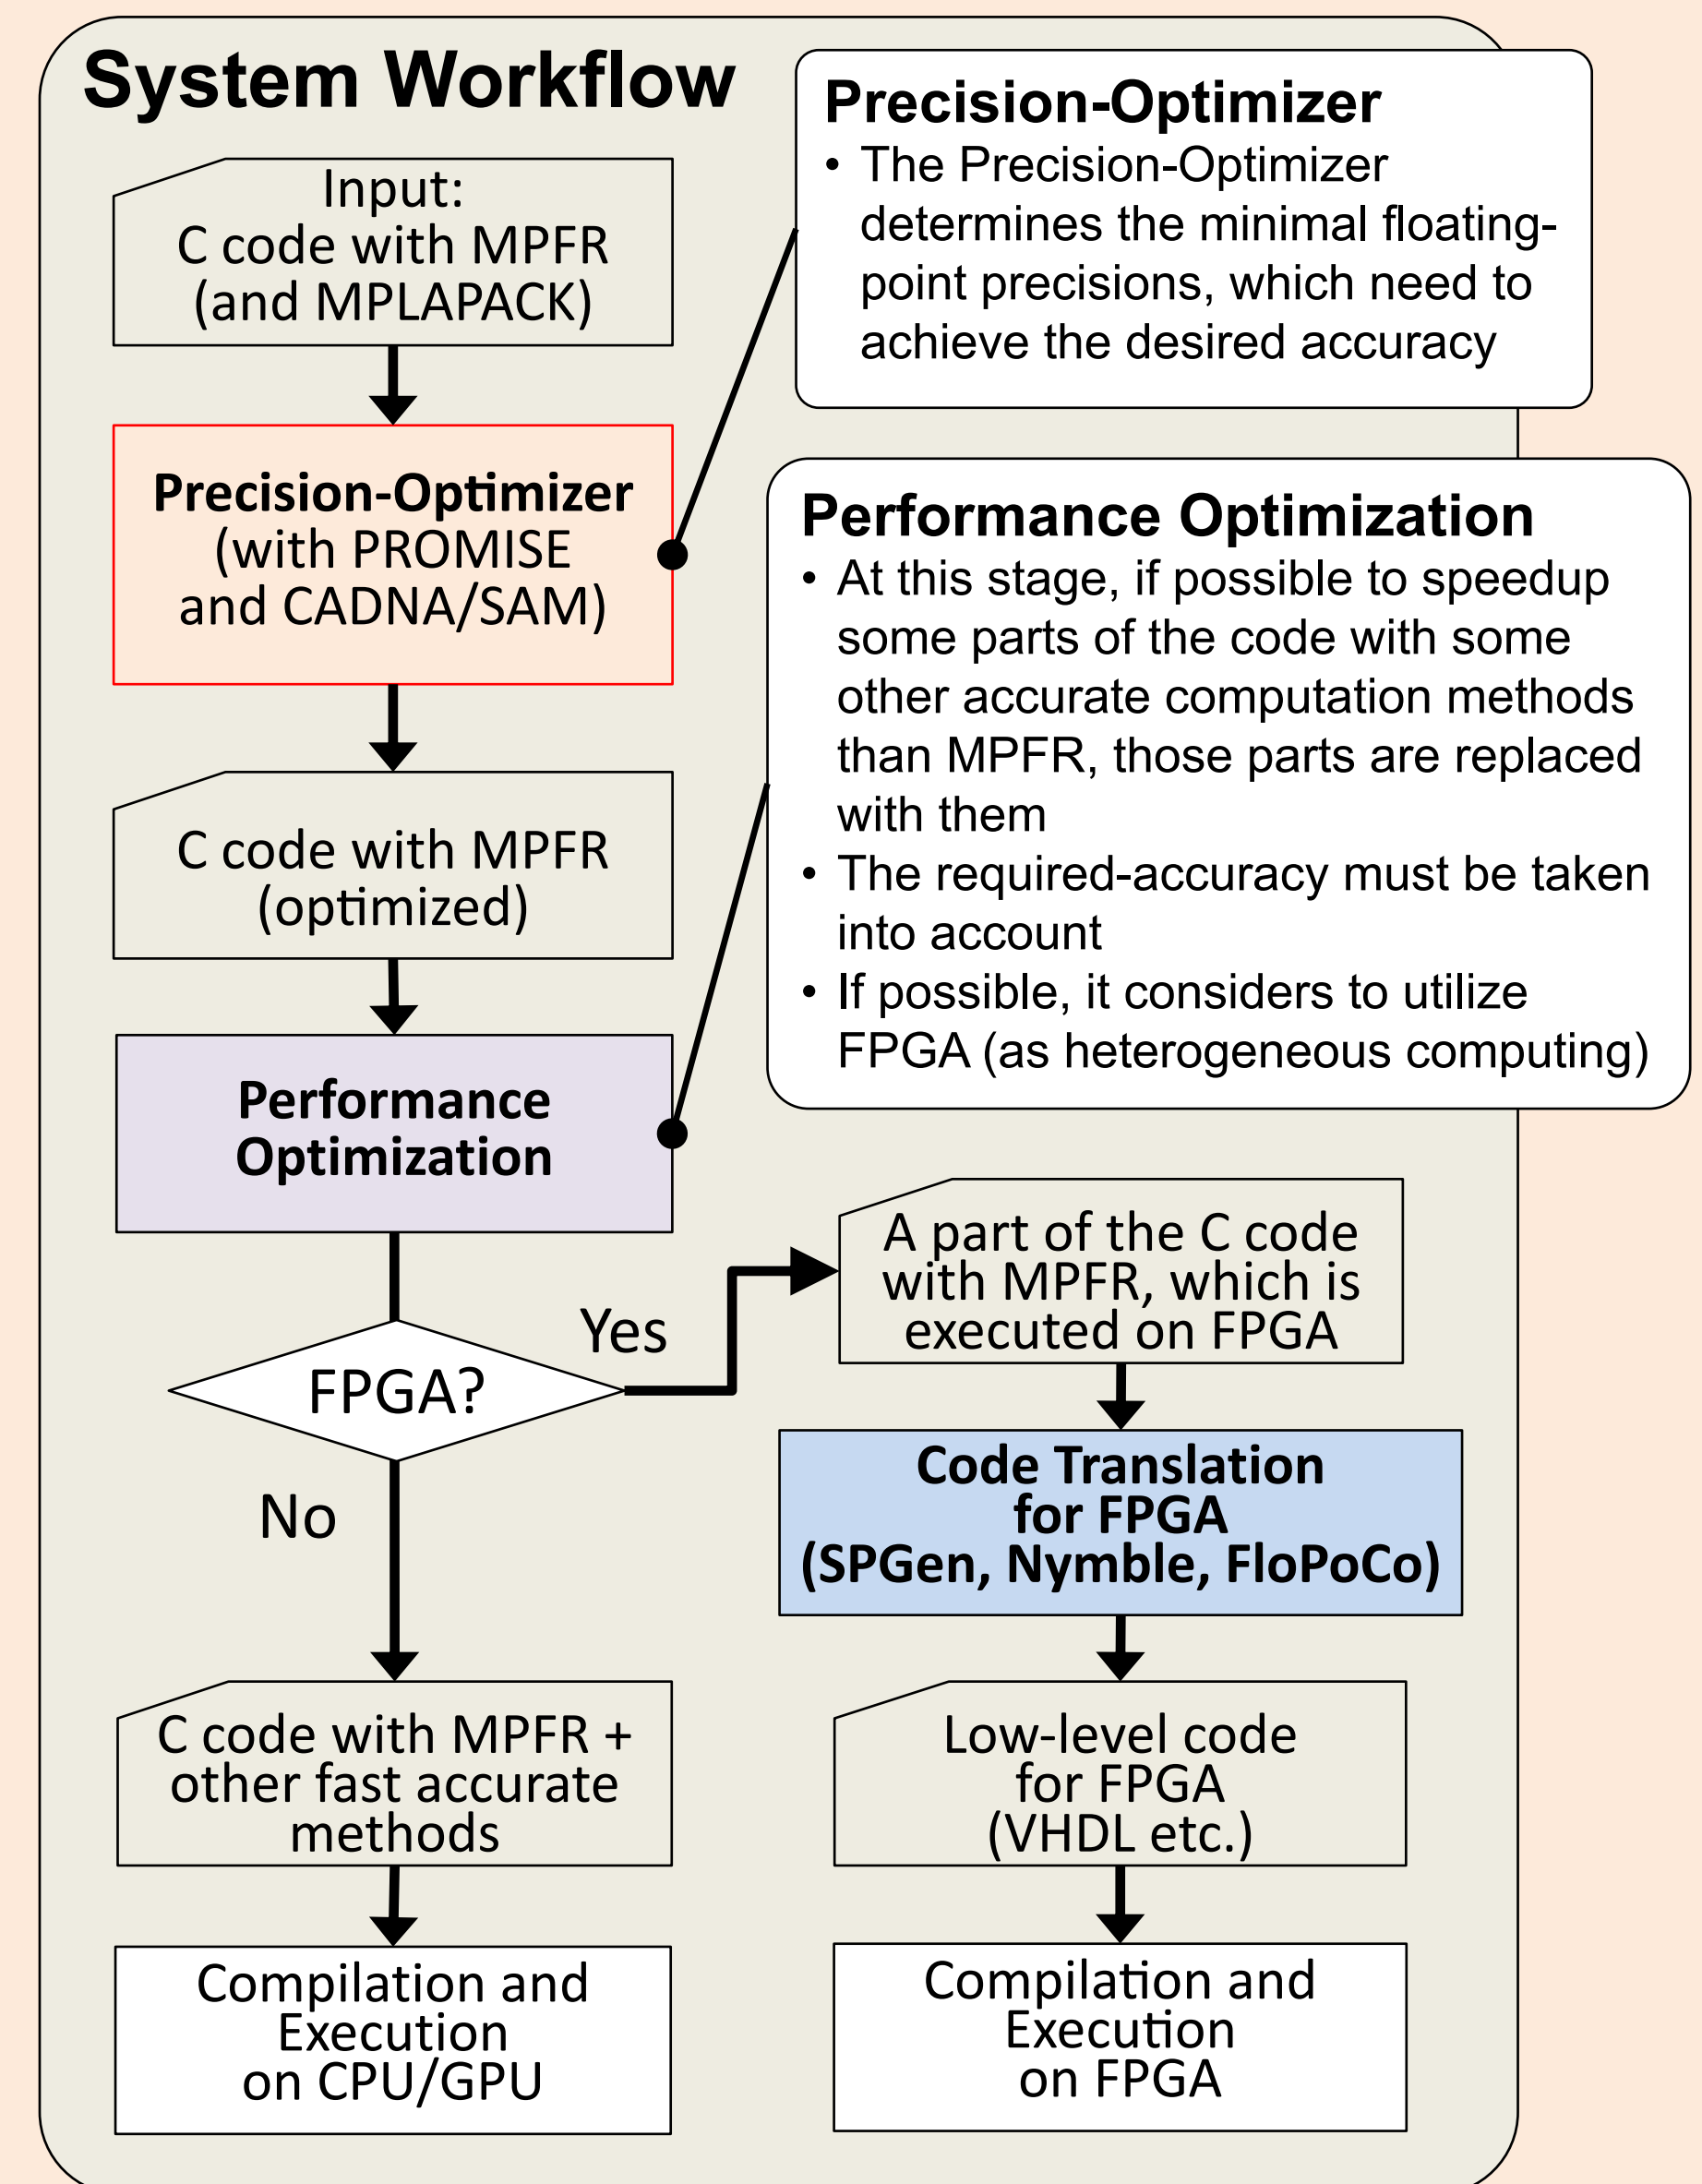 System Workflow
Input:
C code with MPFR
(and MPLAPACK)
Precision-Optimizer
(with PROMISE
and CADNA/SAM)
C code with MPFR
(optimized)
Performance
Optimization
FPGA?
Yes
No
C code with MPFR +
other fast accurate
methods
Compilation and
Execution
on CPU/GPU
Precision-Optimizer
• The Precision-Optimizer
determines the minimal floating-
point precisions, which need to
achieve the desired accuracy
Performance Optimization
• At this stage, if possible to speedup
some parts of the code with some
other accurate computation methods
than MPFR, those parts are replaced
with them
• The required-accuracy must be taken
into account
• If possible, it considers to utilize
FPGA (as heterogeneous computing)
A part of the C code
with MPFR, which is
executed on FPGA
Code Translation
for FPGA
(SPGen, Nymble, FloPoCo)
Low-level code
for FPGA
(VHDL etc.)
Compilation and
Execution
on FPGA